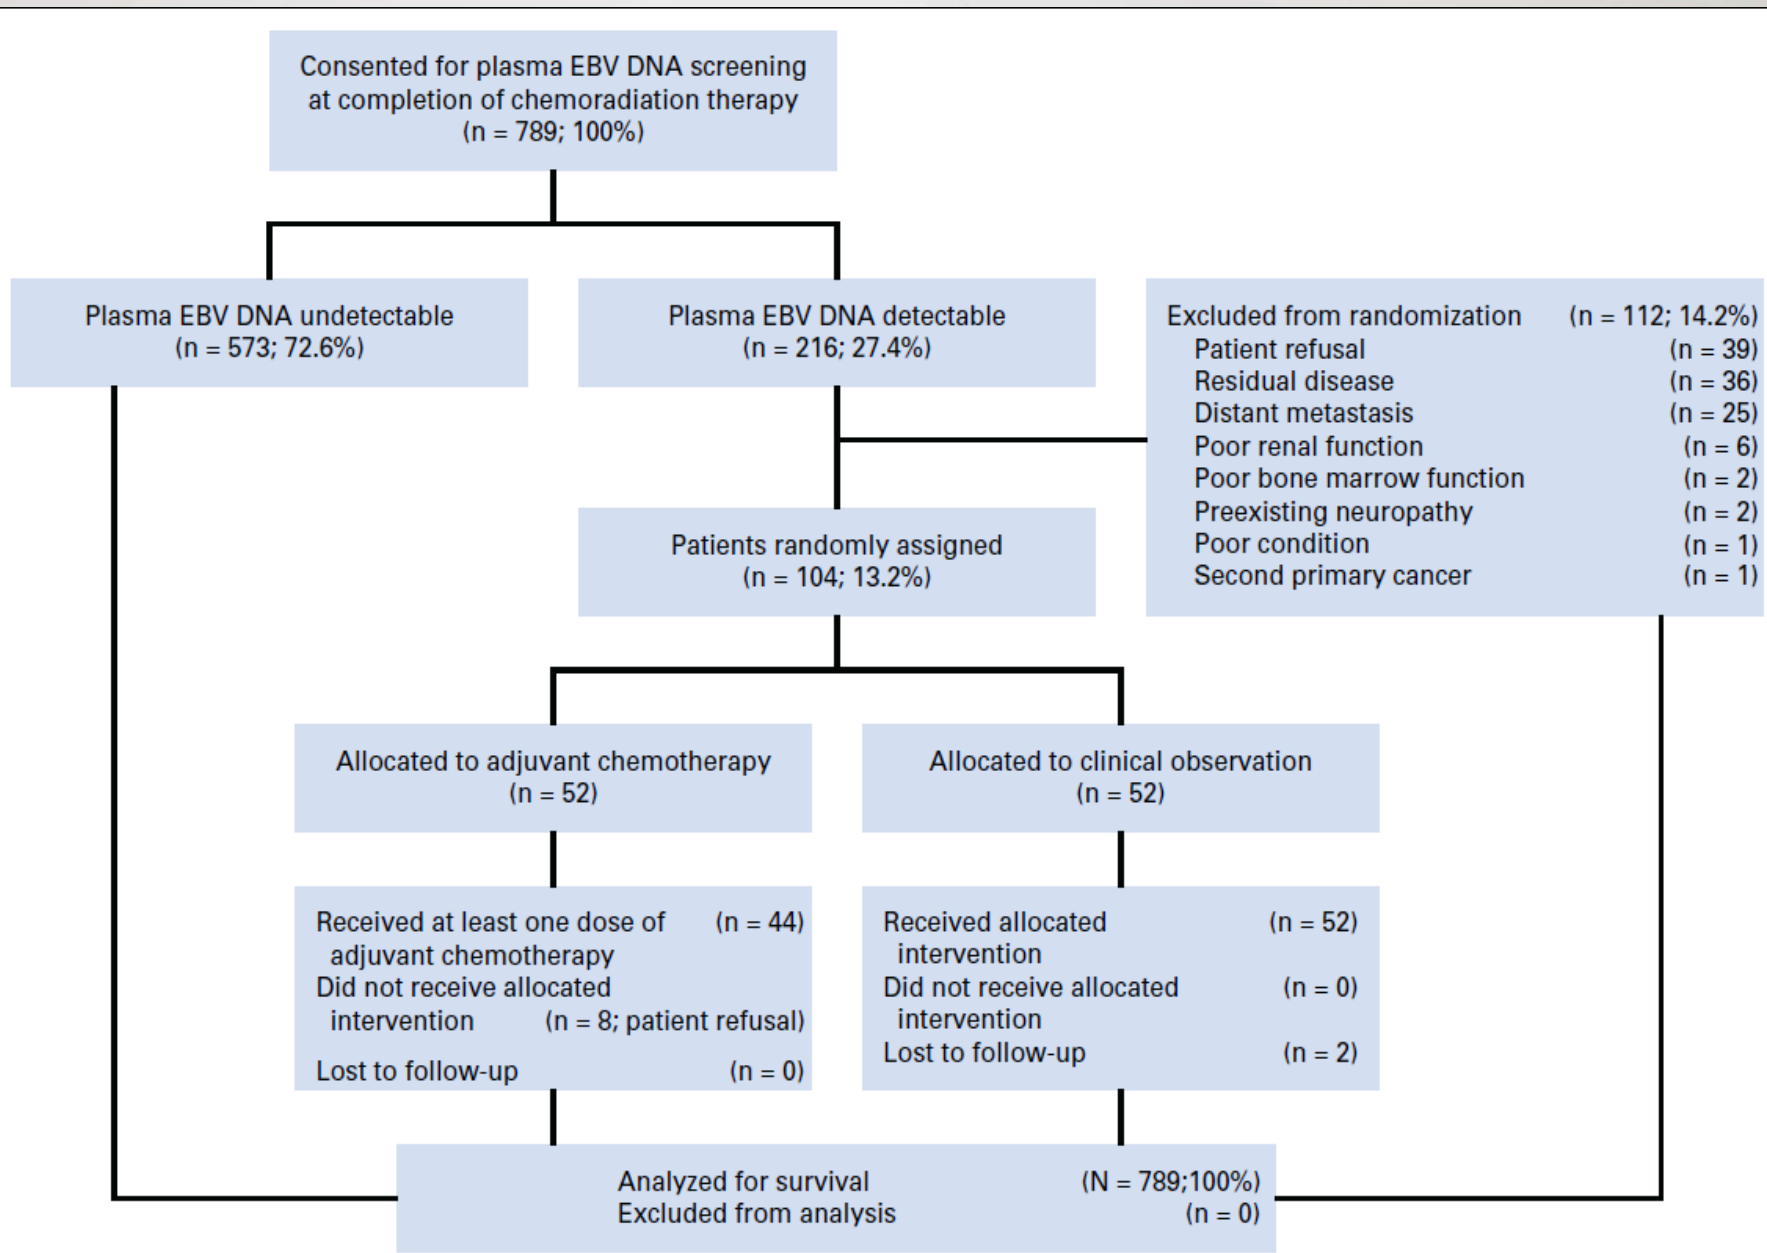 Consented for plasma EBV DNA screening
at completion of chemoradiation therapy
(n = 789; 100%)
Plasma EBV DNA undetectable
(n = 573; 72.6%)
Plasma EBV DNA detectable
(n = 216; 27.4%)
Excluded from randomization (n = 112; 14.2%)
Patient refusal (n = 39)
Residual disease (n = 36)
Distant metastasis (n = 25)
Poor renal function (n = 6)
Poor bone marrow function (n = 2)
Preexisting neuropathy (n = 2)
Poor condition (n = 1)
Second primary cancer (n = 1)
Patients randomly assigned
(n = 104; 13.2%)
Allocated to adjuvant chemotherapy
(n = 52)
Allocated to clinical observation
(n = 52)
Received at least one dose of (n = 44)
adjuvant chemotherapy
Did not receive allocated
intervention (n = 8; patient refusal)
Lost to follow-up (n = 0)
Received allocated (n = 52)
intervention
Did not receive allocated (n = 0)
intervention
Lost to follow-up (n = 2)
Analyzed for survival (N = 789;100%)
Excluded from analysis (n = 0)